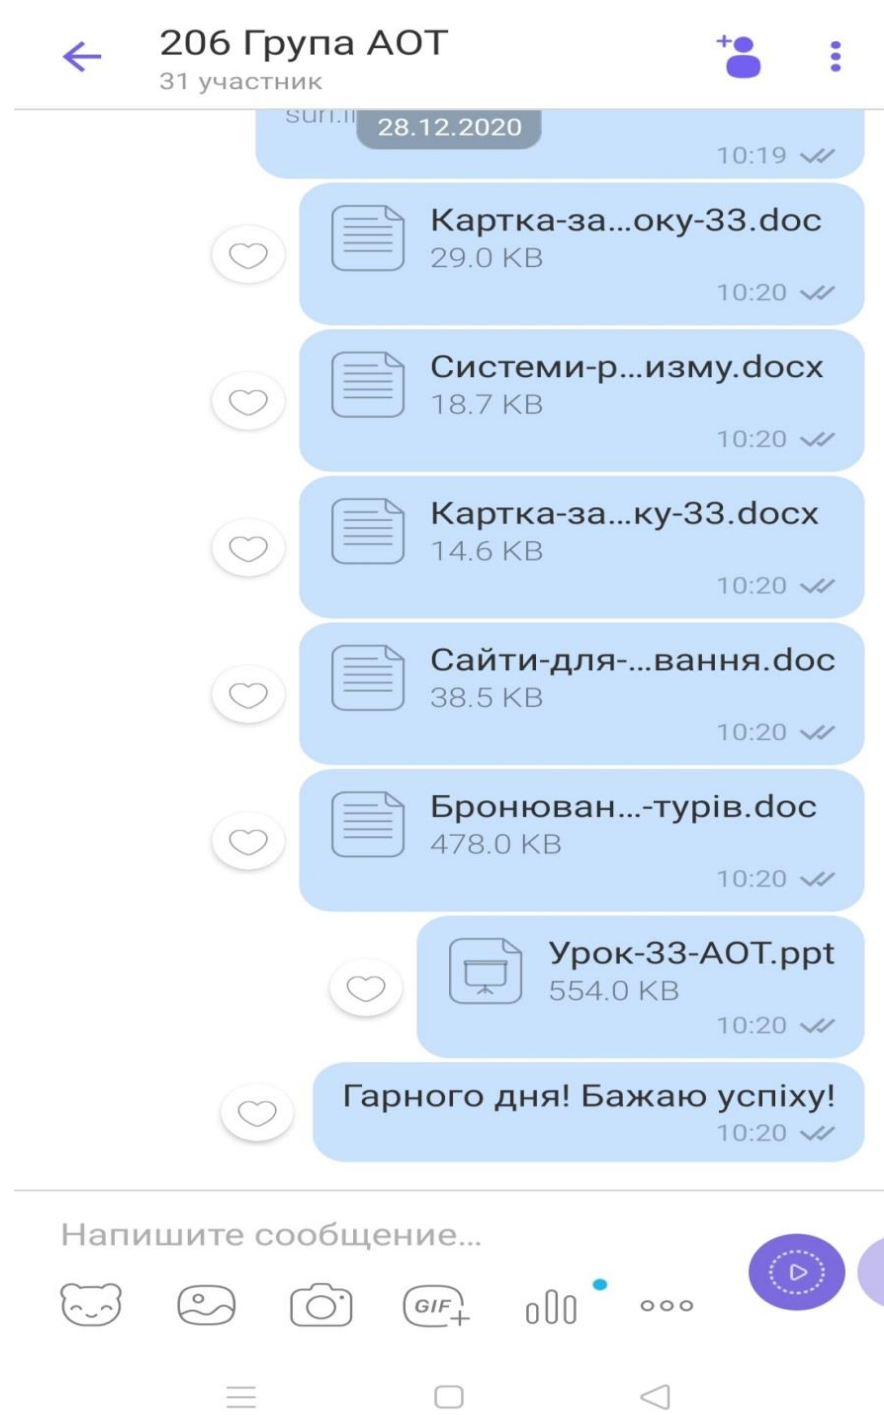 206 Група АОТ
31 участник
28.12.2020
10:19
Картка-за...оку-33.doc
29.0 KB
10:20
Системи-р...изму.docx
18.7 KB
10:20
Картка-за...ку-33.docx
14.6 KB
10:20
Сайти-для-...вання.doc
38.5 KB
10:20
Бронюван...-турів.doc
478.0 KB
10:20
Урок-33-АОТ.ppt
554.0 KB
10:20
Гарного дня! Бажаю успіху!
10:20
Напишите сообщение...
GIF